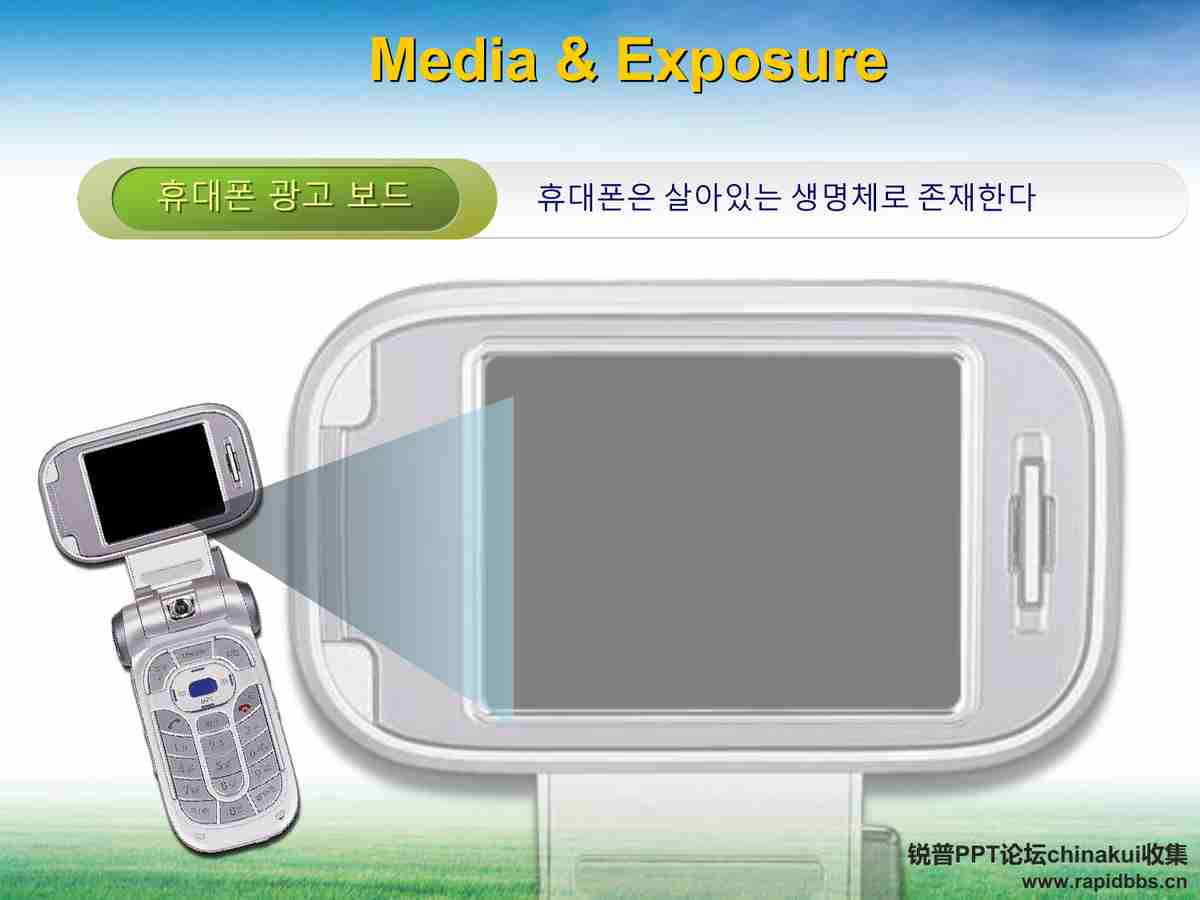 Media & Exposure
휴대폰 광고 보드
휴대폰은 살아있는 생명체로 존재한다
锐普PPT论坛chinakui收集
www.rapidbbs.cn